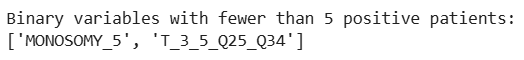 Binary variables with fewer than 5 positive patients:
['MONOSOMY_5', 'T_3_5_Q25_Q34']